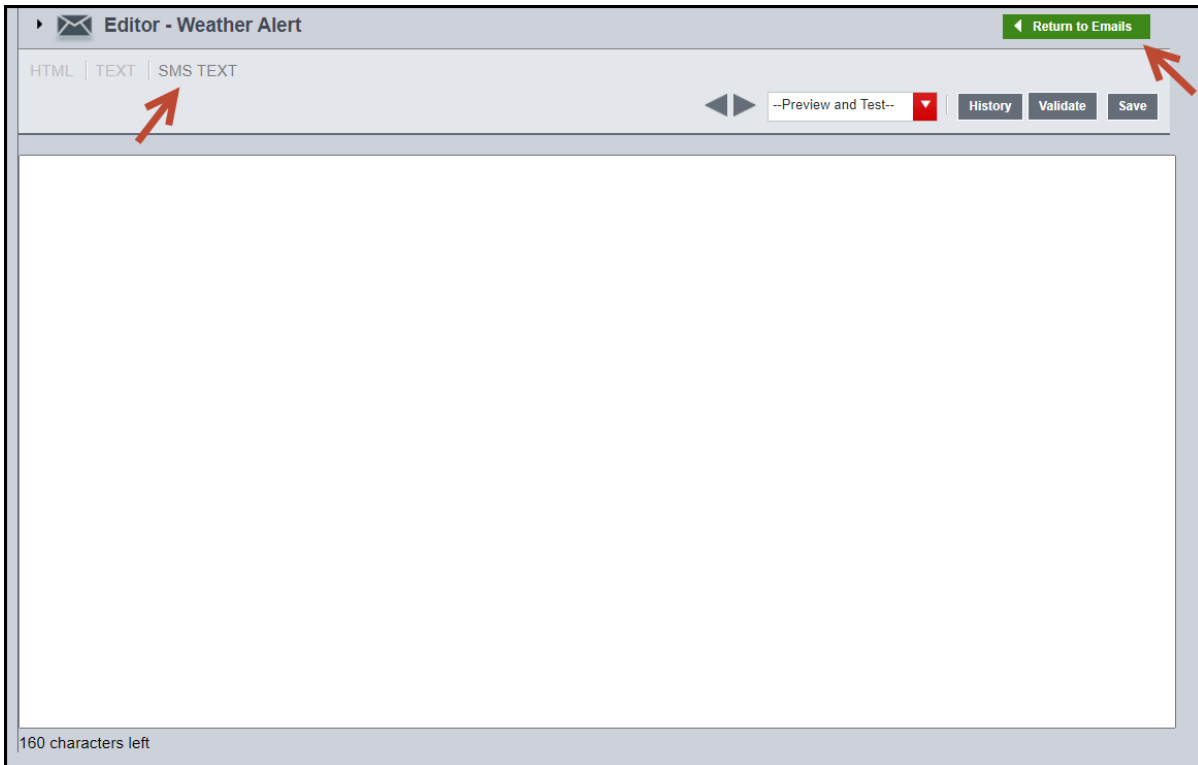 Editor - Weather Alert
Return to Emails
HTML TEXT SMS TEXT
--Preview and Test-- History Validate Save
160 characters left